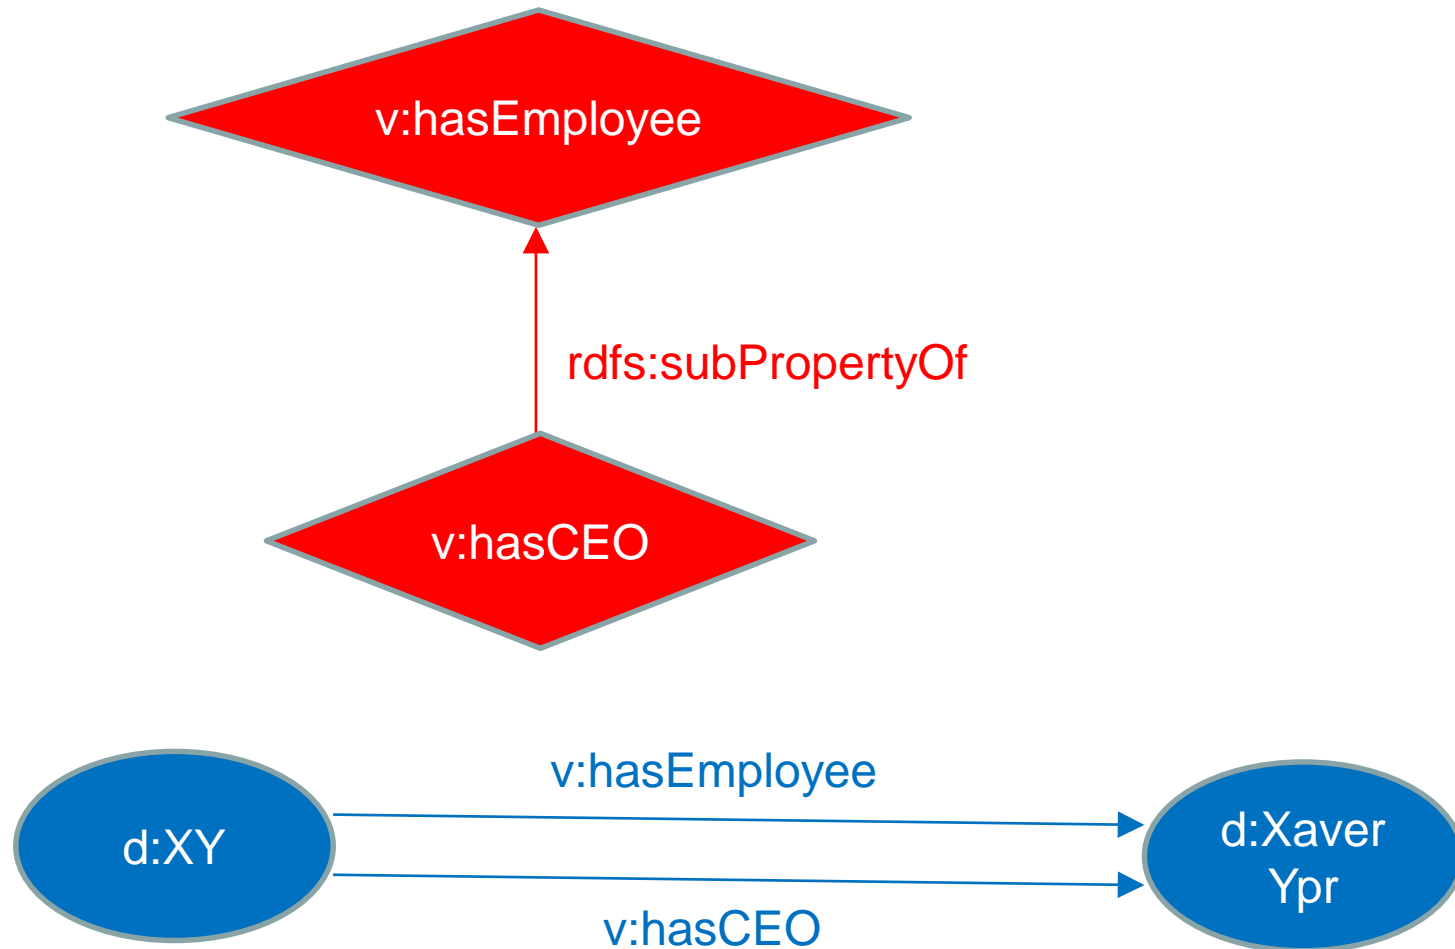 v:hasEmployee
rdfs:subPropertyOf
v:hasCEO
v:hasEmployee
d:XY
d:Xaver
Ypr
v:hasCEO